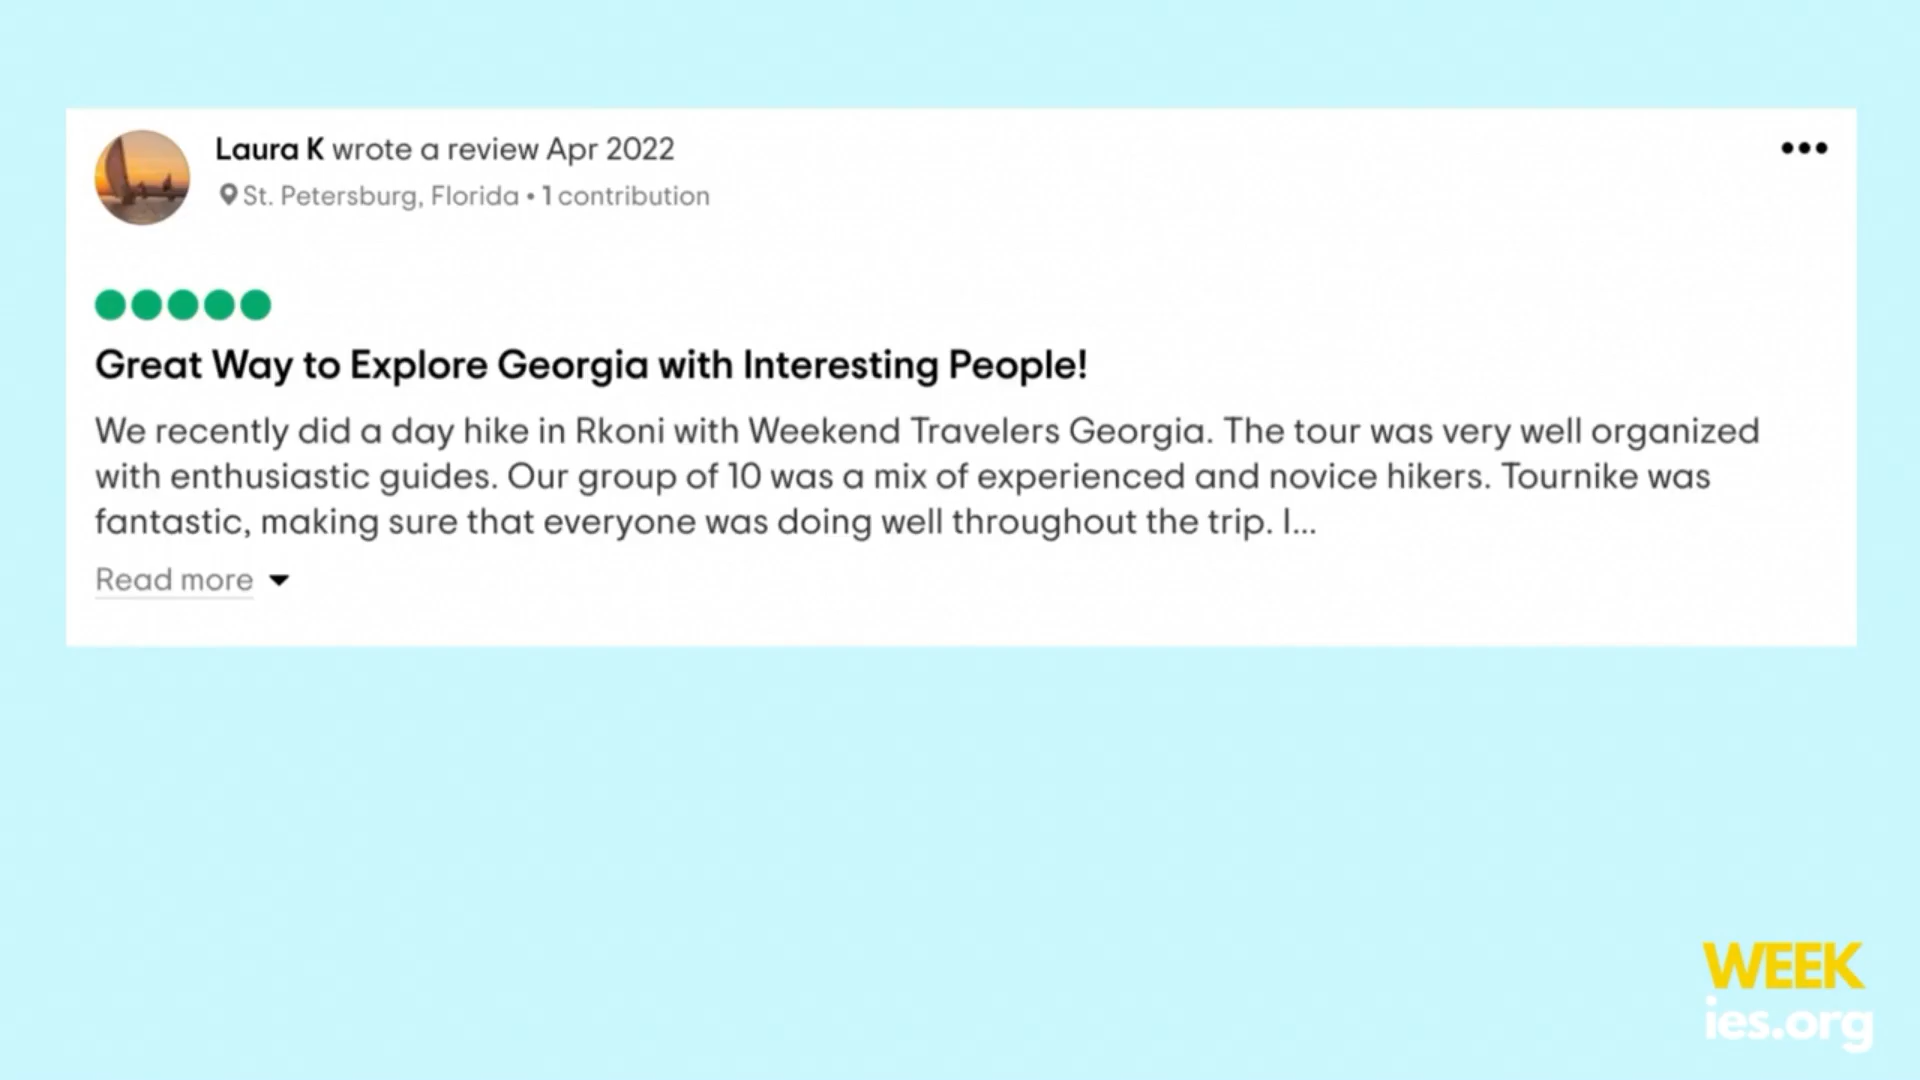 Laura K wrote a review Apr 2022
St. Petersburg, Florida • 1 contribution
Great Way to Explore Georgia with Interesting People!
We recently did a day hike in Rkoni with Weekend Travelers Georgia. The tour was very well organized
with enthusiastic guides. Our group of 10 was a mix of experienced and novice hikers. Tournike was
fantastic, making sure that everyone was doing well throughout the trip. I...
Read more
WEEK
ies.org